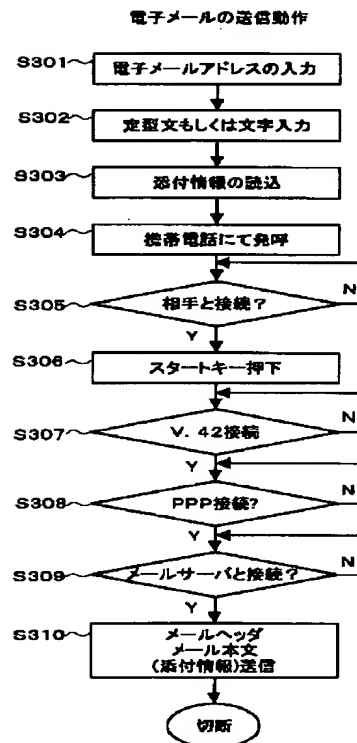 電子メールの送信動作
S301
電子メールアドレスの入力
S302
定型文もしくは文字入力
S303
添付情報の読込
S304
携帯電話にて発呼
S305
相手と接続?
N
Y
S306
スタートキー押下
S307
V. 42接続
N
Y
S308
PPP接続?
N
Y
S309
メールサーバと接続?
N
Y
S310
メールヘッダ
メール本文
(添付情報)送信
切断